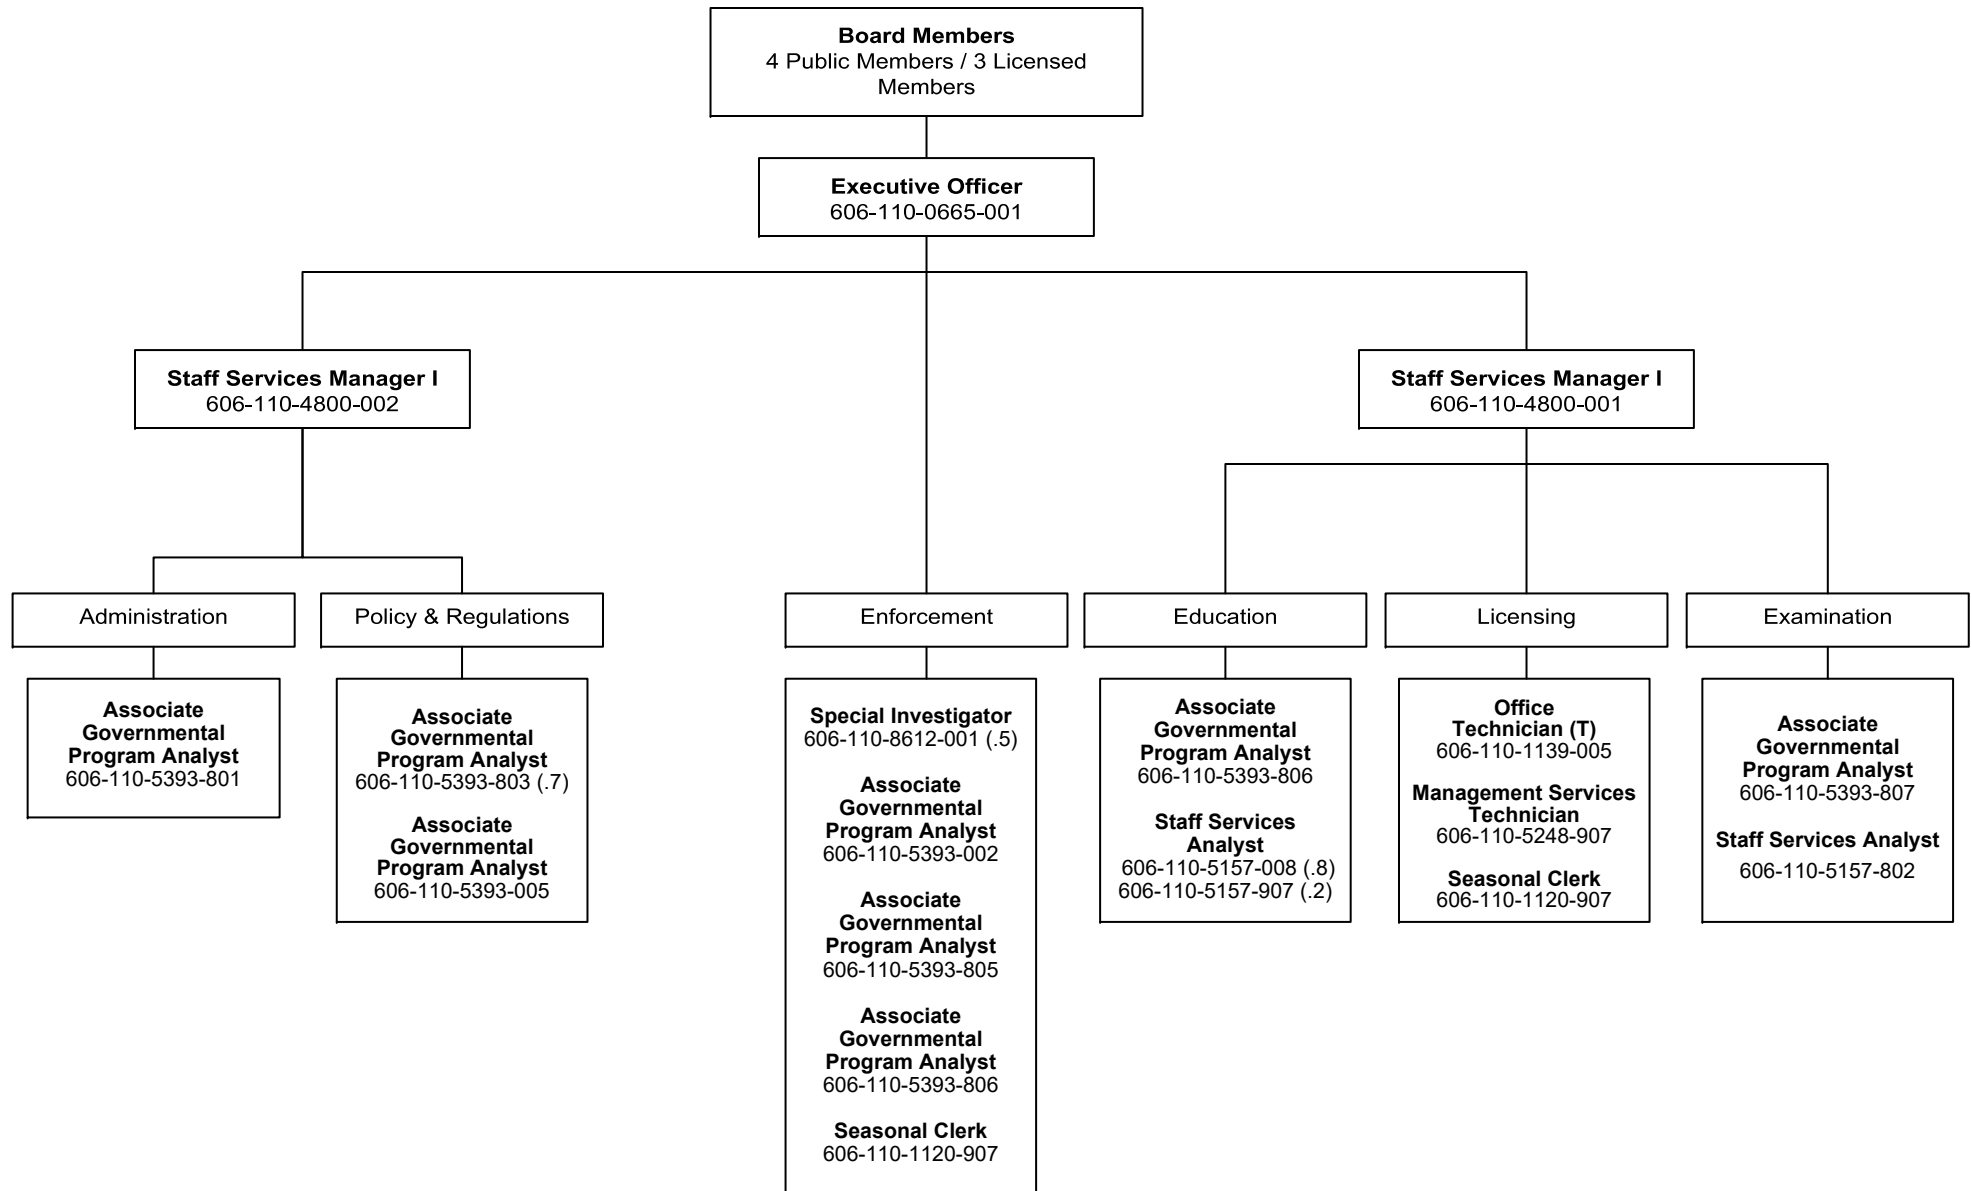 Board Members
4 Public Members / 3 Licensed
Members
Executive Officer
606-110-0665-001
Staff Services Manager I
606-110-4800-002
Staff Services Manager I
606-110-4800-001
Administration
Policy & Regulations
Enforcement
Education
Licensing
Examination
Associate
Governmental
Program Analyst
606-110-5393-801
Associate
Governmental
Program Analyst
606-110-5393-803 (.7)
Associate
Governmental
Program Analyst
606-110-5393-005
Special Investigator
606-110-8612-001 (.5)
Associate
Governmental
Program Analyst
606-110-5393-002
Associate
Governmental
Program Analyst
606-110-5393-805
Associate
Governmental
Program Analyst
606-110-5393-806
Seasonal Clerk
606-110-1120-907
Associate
Governmental
Program Analyst
606-110-5393-806
Staff Services
Analyst
606-110-5157-008 (.8)
606-110-5157-907 (.2)
Office
Technician (T)
606-110-1139-005
Management Services
Technician
606-110-5248-907
Seasonal Clerk
606-110-1120-907
Associate
Governmental
Program Analyst
606-110-5393-807
Staff Services Analyst
606-110-5157-802